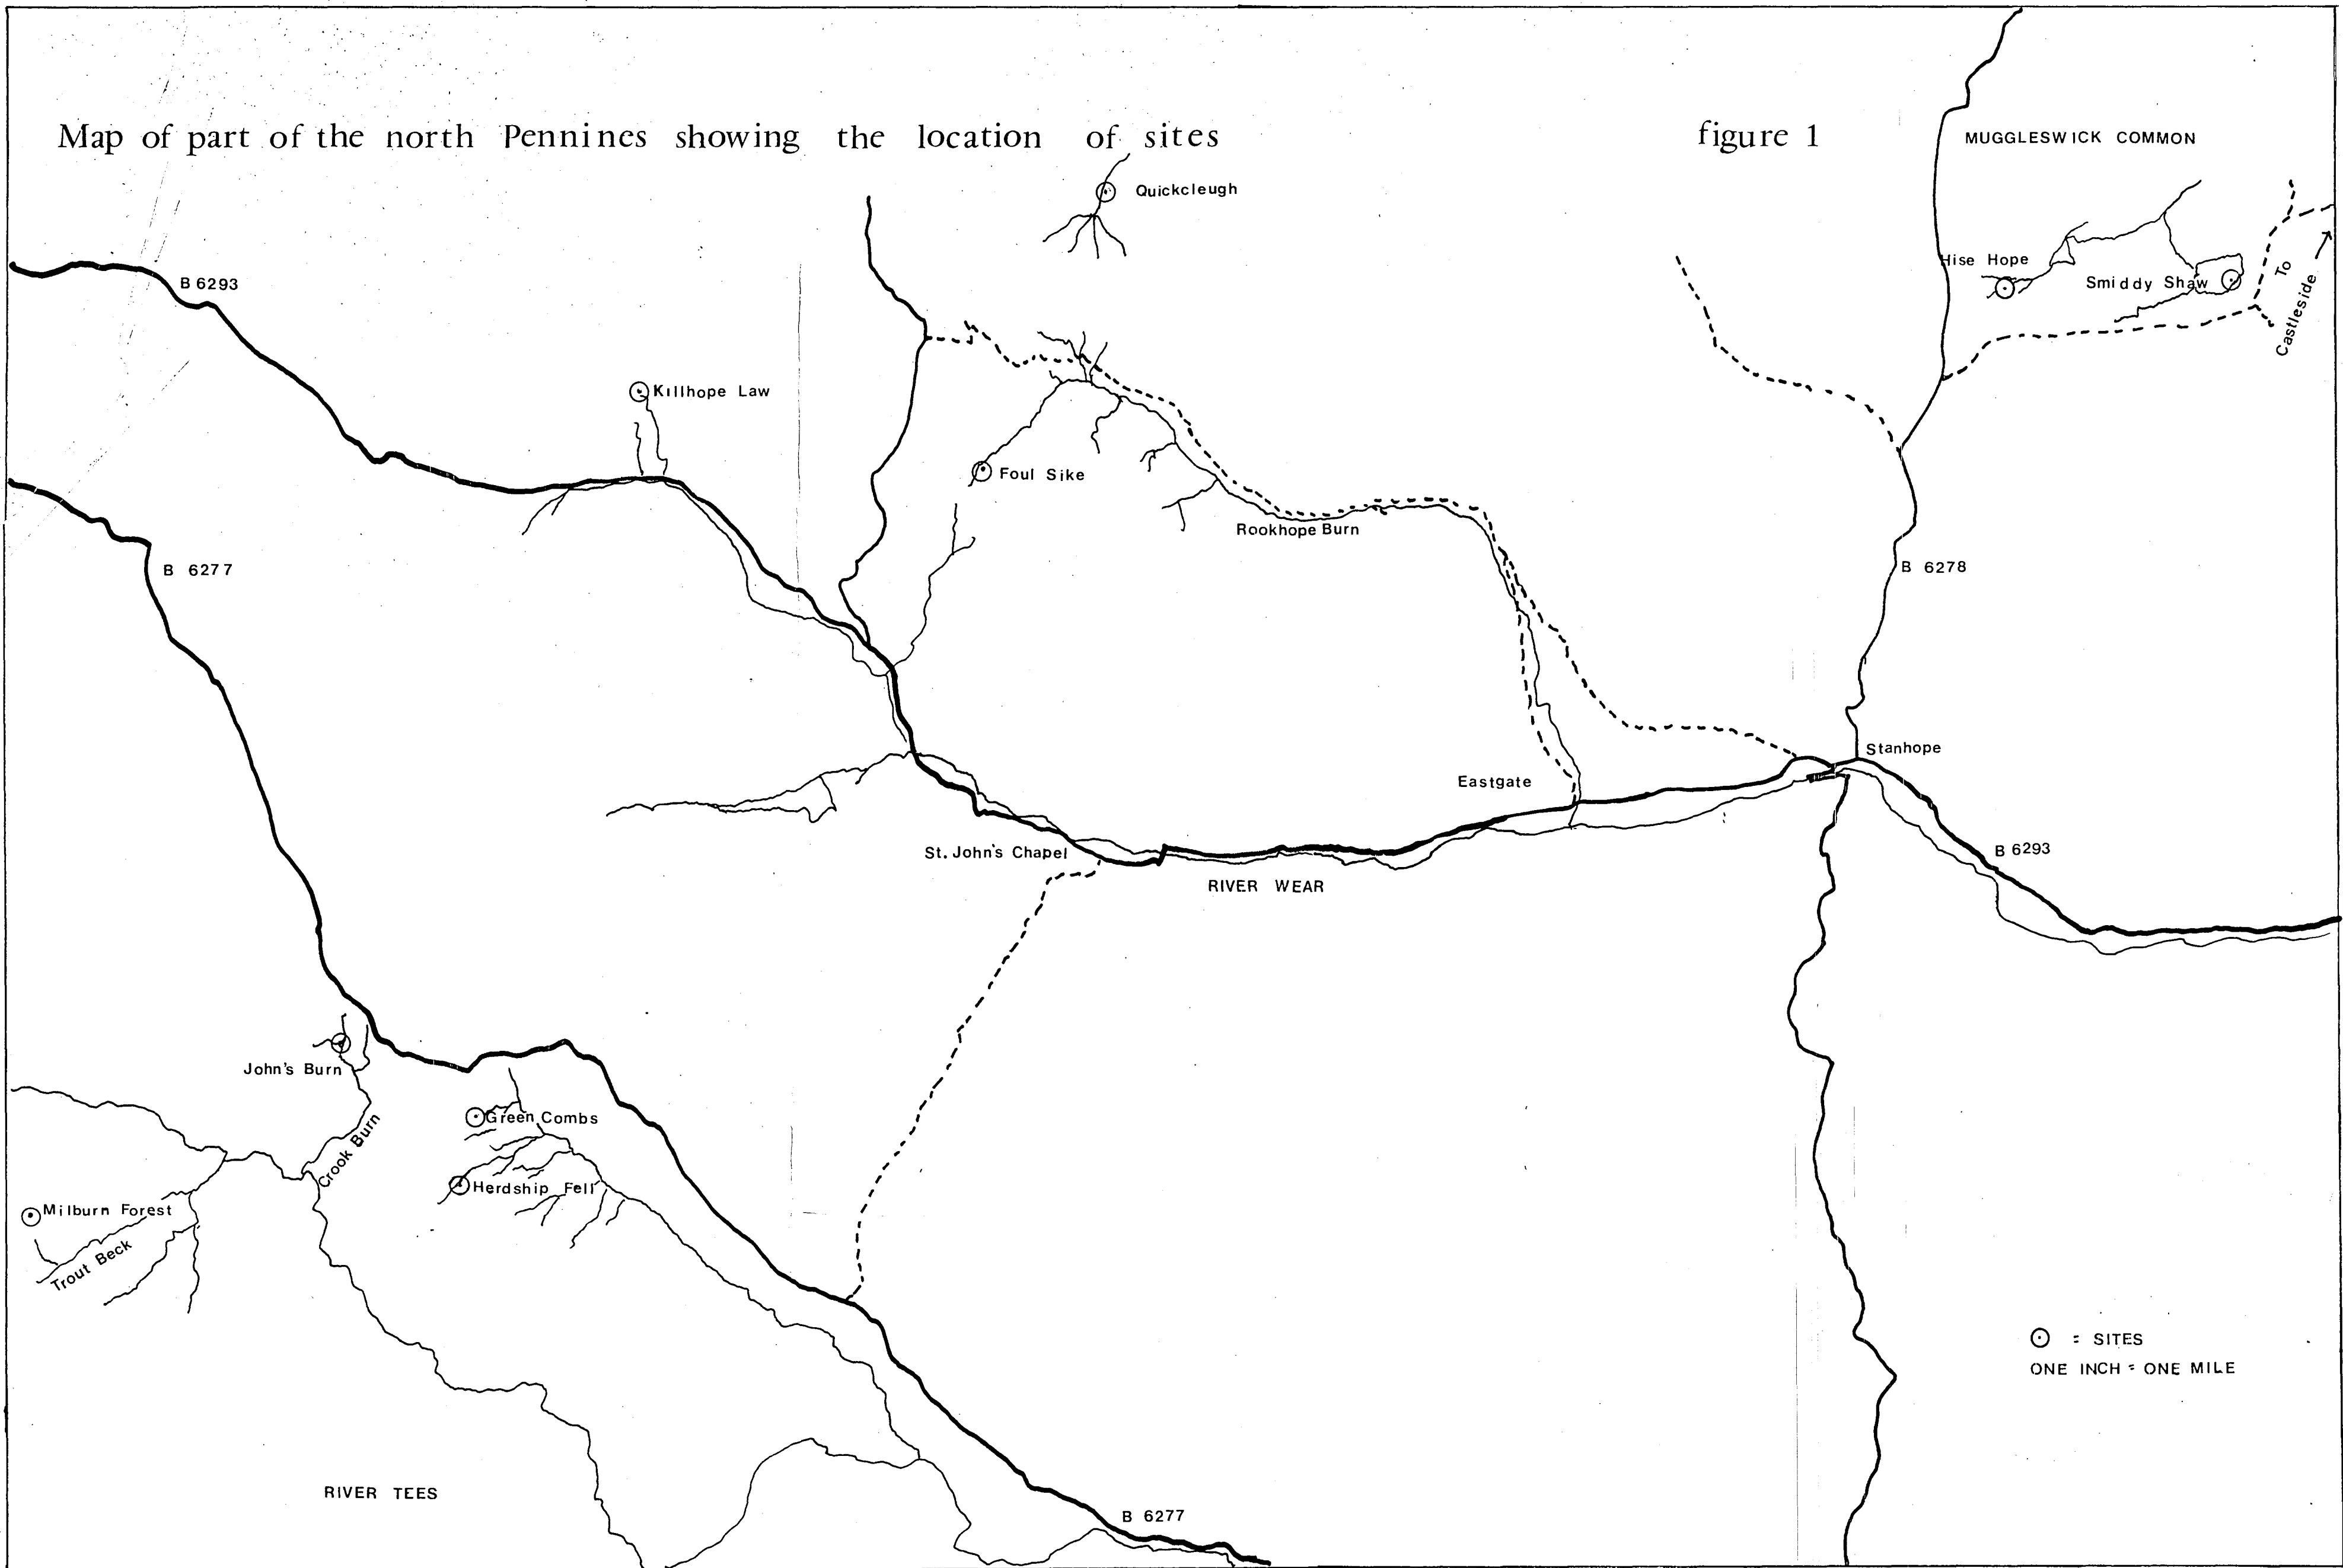 Map of part of the north Pennines showing the location of sites
figure 1
MUGGLESWICK COMMON
Quickcleugh
Hise Hope
Smiddy Shaw
To
Castleside
B 6293
Killhope Law
Foul Sike
Rookhope Burn
B 6277
B 6278
Stanhope
Eastgate
St. John's Chapel
RIVER WEAR
B 6293
John's Burn
Crook Burn
Green Combs
Herdship Fell
Milburn Forest
Trout Beck
= SITES
ONE INCH = ONE MILE
RIVER TEES
B 6277